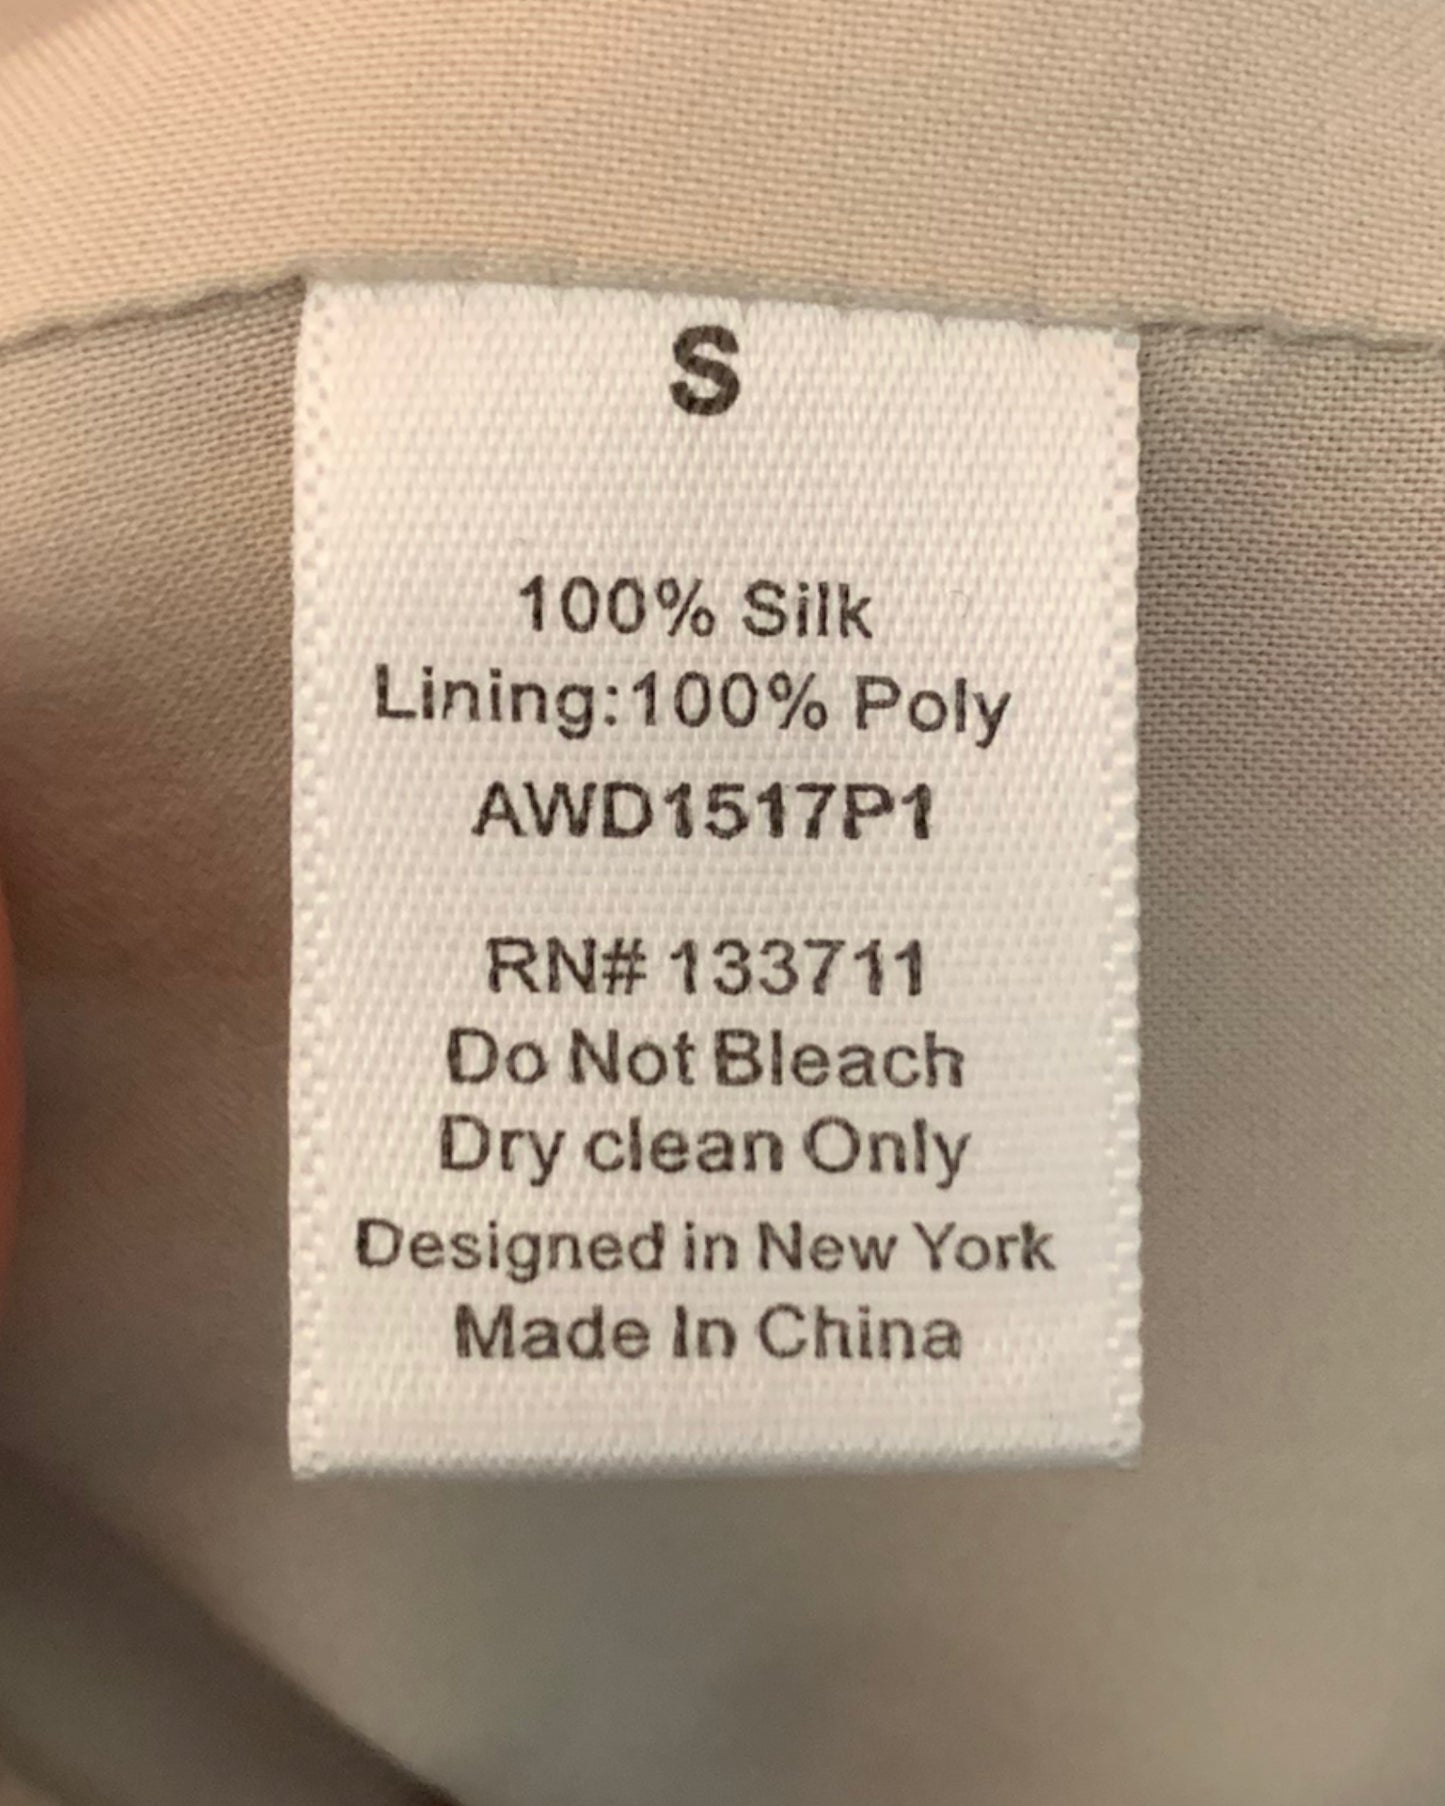 S
100% Silk
Lining:100% Poly
AWD1517P1
RN# 133711
Do Not Bleach
Dry clean Only
Designed in New York
Made In China